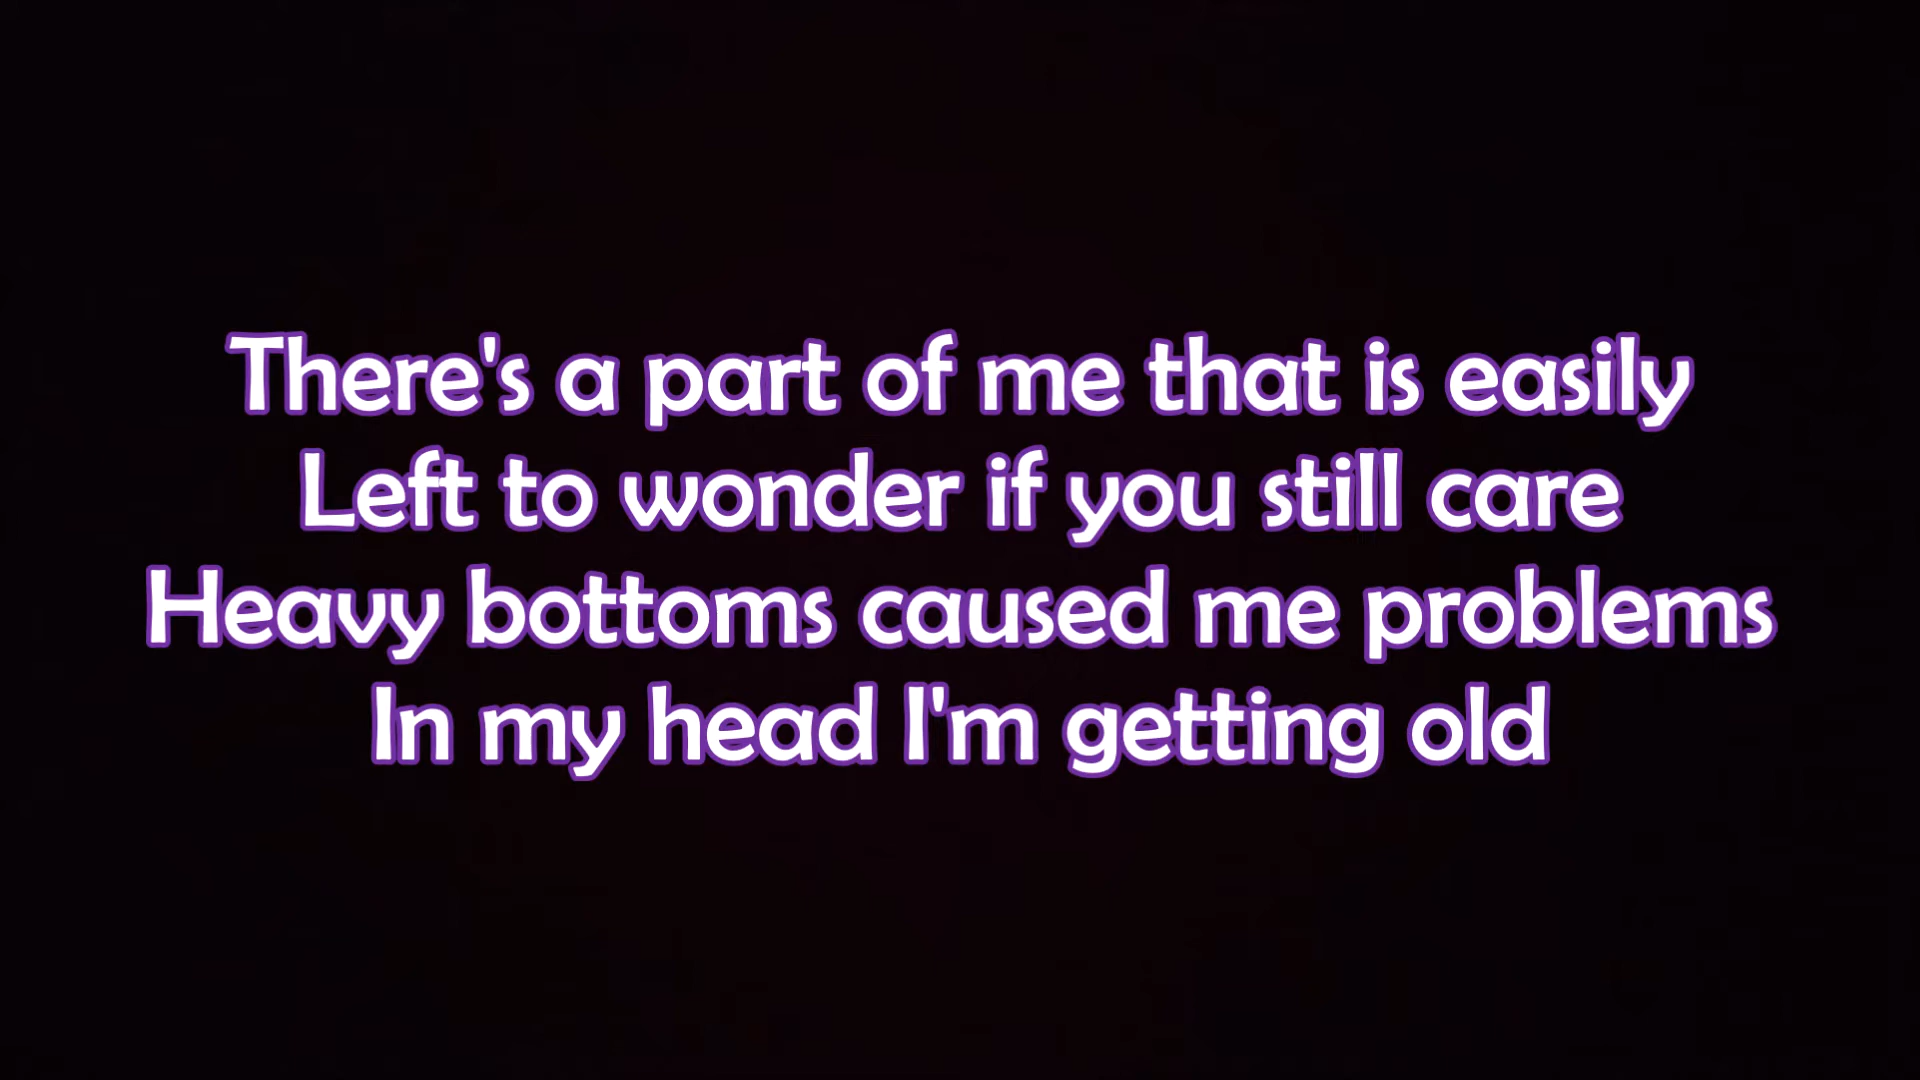 There's a part of me that is easily
Left to wonder if you still care
Heavy bottoms caused me problems
In my head I'm getting old